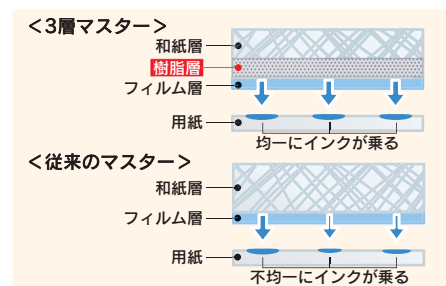 ＜3層マスター＞
和紙層
樹脂層
フィルム層
用紙
均一にインクが乗る
＜従来のマスター＞
和紙層
フィルム層
用紙
不均一にインクが乗る